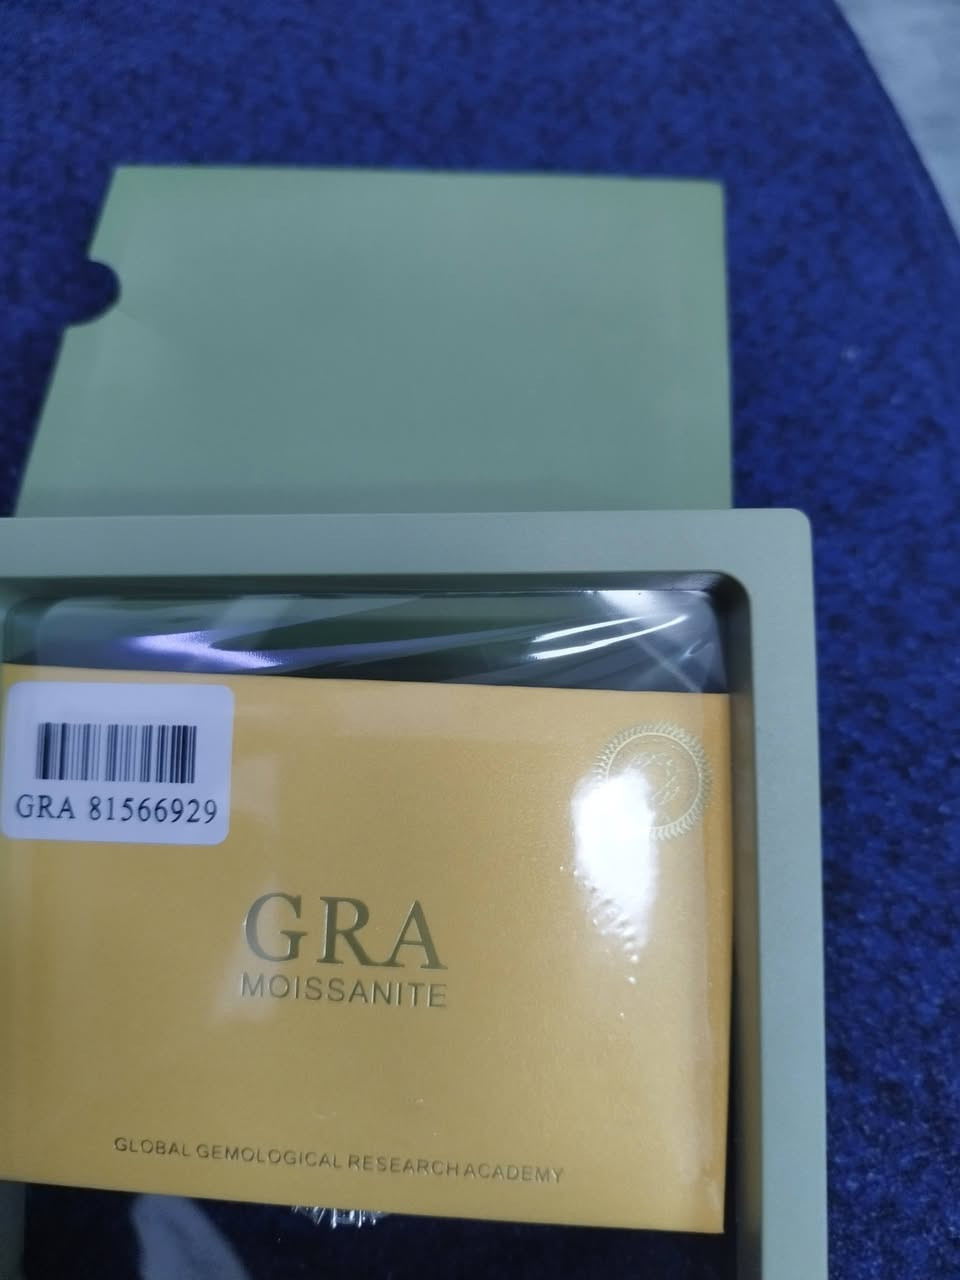 GRA 81566929
GRA
MOISSANITE
GLOBAL GEMOLOGICAL RESEARCH ACADEMY